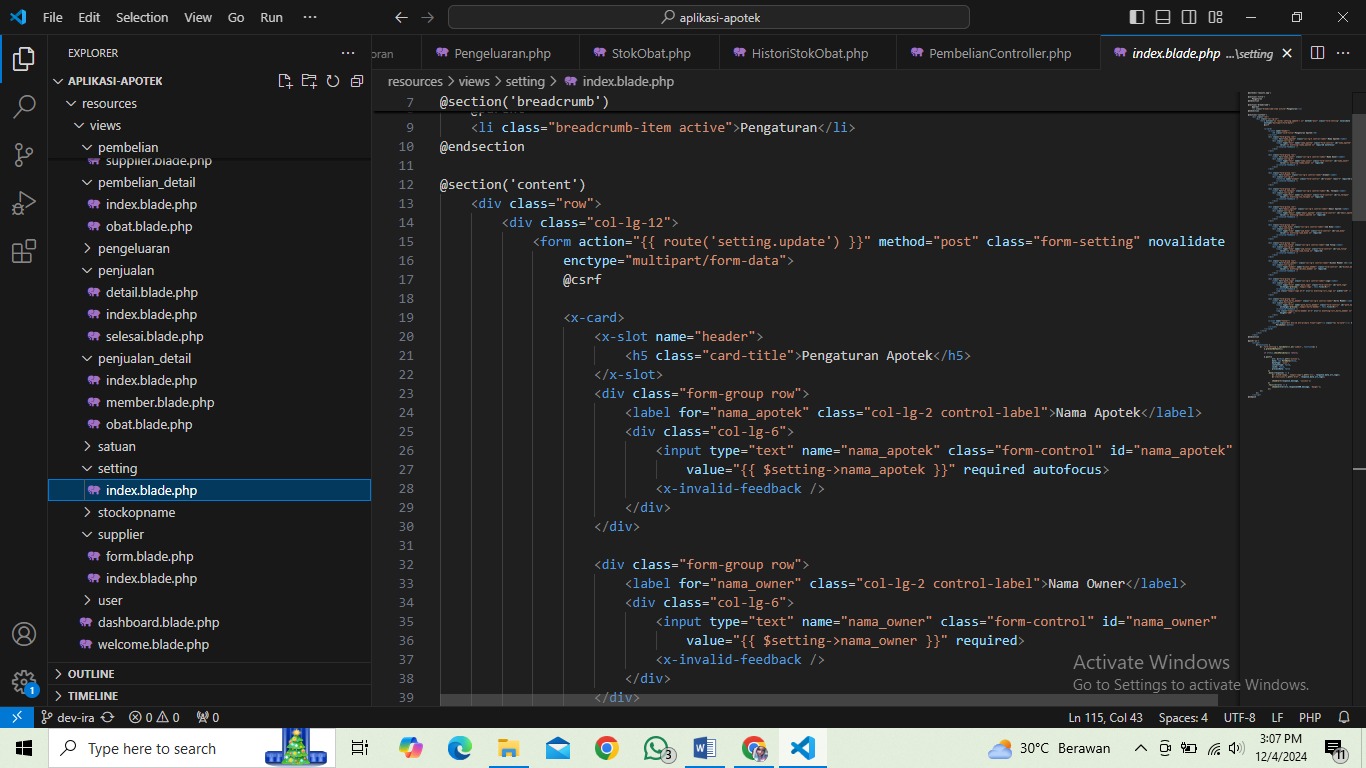 File Edit Selection View Go Run ··· aplikasi-apotek
EXPLORER
Pengeluaran.php StokObat.php HistoriStokObat.php PembelianController.php index.blade.php ...\setting
APLIKASI-APOTEK
resources > views > setting > index.blade.php
resources
views
pembelian
supplier.blade.php
pembelian_detail
index.blade.php
obat.blade.php
pengeluaran
penjualan
detail.blade.php
index.blade.php
selesai.blade.php
penjualan_detail
index.blade.php
member.blade.php
obat.blade.php
satuan
setting
index.blade.php
stockopname
supplier
form.blade.php
index.blade.php
user
dashboard.blade.php
welcome.blade.php
OUTLINE
TIMELINE
7 @section('breadcrumb')
9 <li class="breadcrumb-item active">Pengaturan</li>
10 @endsection
11
12 @section('content')
13 <div class="row">
14 <div class="col-lg-12">
15 <form action="{{ route('setting.update') }}" method="post" class="form-setting" novalidate
16 enctype="multipart/form-data">
17 @csrf
18
19 <x-card>
20 <x-slot name="header">
21 <h5 class="card-title">Pengaturan Apotek</h5>
22 </x-slot>
23 <div class="form-group row">
24 <label for="nama_apotek" class="col-lg-2 control-label">Nama Apotek</label>
25 <div class="col-lg-6">
26 <input type="text" name="nama_apotek" class="form-control" id="nama_apotek"
27 value="{{ $setting->nama_apotek }}" required autofocus>
28 <x-invalid-feedback />
29 </div>
30 </div>
31
32 <div class="form-group row">
33 <label for="nama_owner" class="col-lg-2 control-label">Nama Owner</label>
34 <div class="col-lg-6">
35 <input type="text" name="nama_owner" class="form-control" id="nama_owner"
36 value="{{ $setting->nama_owner }}" required>
37 <x-invalid-feedback />
38 </div>
39 </div>
Activate Windows
Go to Settings to activate Windows.
1
dev-ira 0 0 0 Ln 115, Col 43 Spaces: 4 UTF-8 LF PHP
Type here to search 3 30°C Berawan 3:07 PM
12/4/2024 11